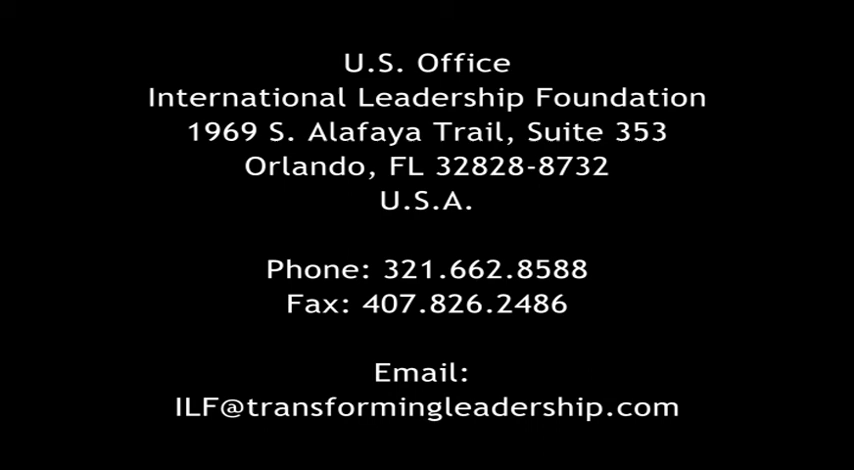 U.S. Office
International Leadership Foundation
1969 S. Alafaya Trail, Suite 353
Orlando, FL 32828-8732
U.S.A.
Phone: 321.662.8588
Fax: 407.826.2486
Email:
ILF@transformingleadership.com